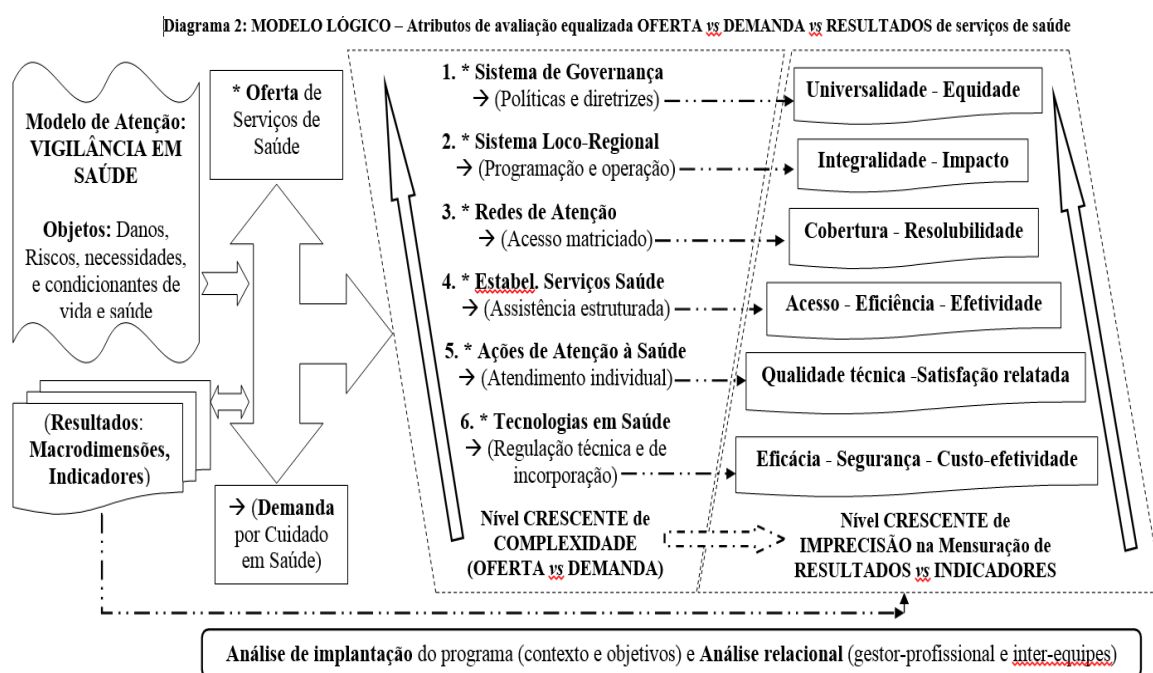 Diagrama 2: MODELO LÓGICO – Atributos de avaliação equalizada OFERTA vs DEMANDA vs RESULTADOS de serviços de saúde
Modelo de Atenção:
VIGILÂNCIA EM
SAÚDE
Objetos: Danos,
Riscos, necessidades,
e condicionantes de
vida e saúde
* Oferta de
Serviços de
Saúde
(Resultados:
Macrodimensões,
Indicadores)
→ (Demanda
por Cuidado
em Saúde)
1. * Sistema de Governança
→ (Políticas e diretrizes)
Universalidade - Equidade
2. * Sistema Loco-Regional
→ (Programação e operação)
Integralidade - Impacto
3. * Redes de Atenção
→ (Acesso matriciado)
Cobertura - Resolubilidade
4. * Estabel. Serviços Saúde
→ (Assistência estruturada)
Acesso - Eficiência - Efetividade
5. * Ações de Atenção à Saúde
→ (Atendimento individual)
Qualidade técnica -Satisfação relatada
6. * Tecnologias em Saúde
→ (Regulação técnica e de
incorporação)
Eficácia - Segurança - Custo-efetividade
Nível CRESCENTE de
COMPLEXIDADE
(OFERTA vs DEMANDA)
Nível CRESCENTE de
IMPRECISÃO na Mensuração de
RESULTADOS vs INDICADORES
Análise de implantação do programa (contexto e objetivos) e Análise relacional (gestor-profissional e inter-equipes)